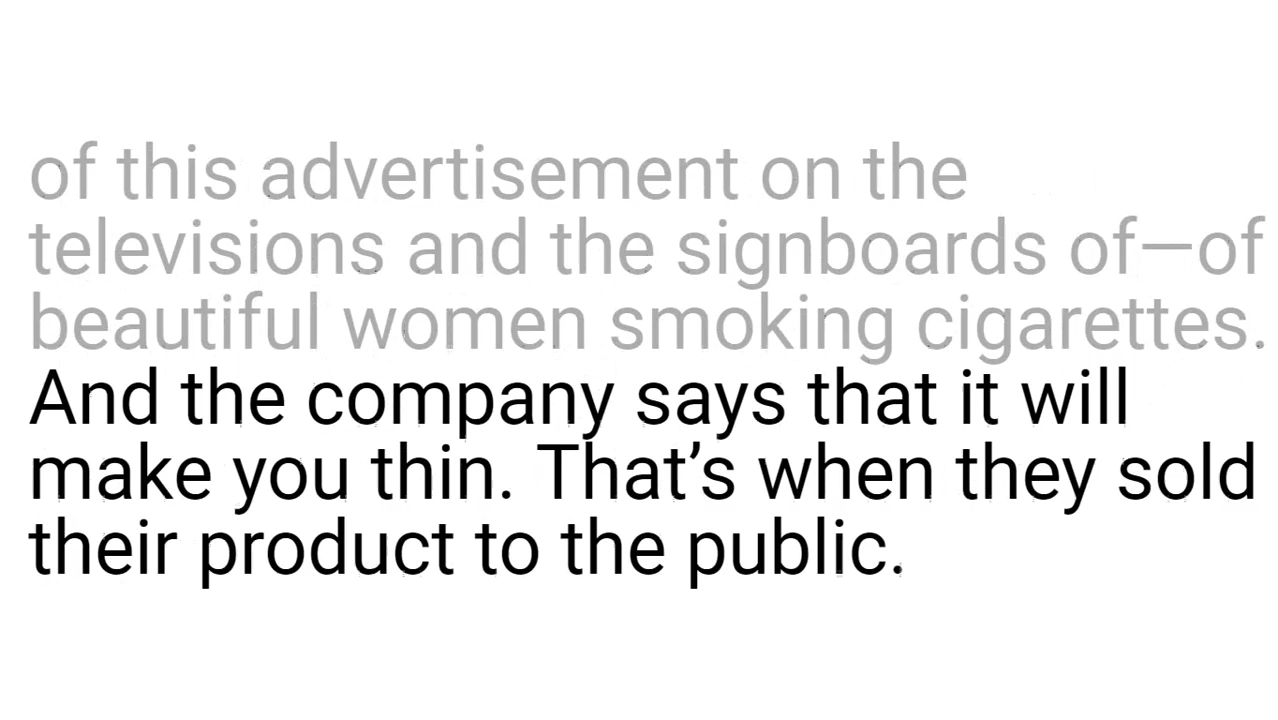 of this advertisement on the
televisions and the signboards of—of
beautiful women smoking cigarettes.
And the company says that it will
make you thin. That’s when they sold
their product to the public.